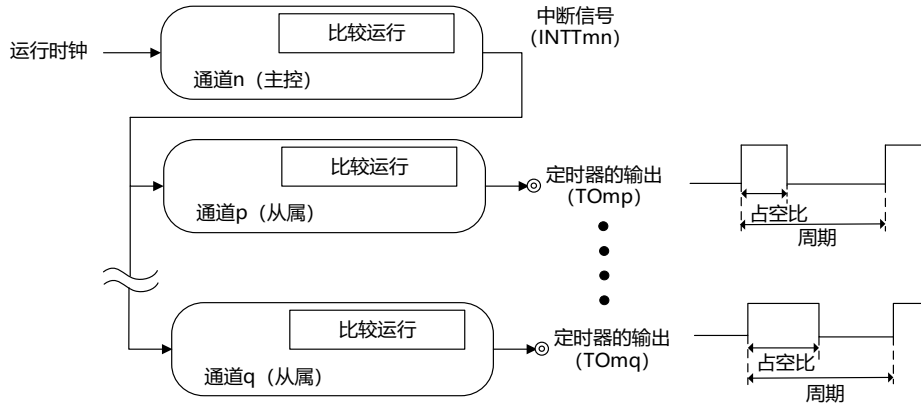 运行时钟
比较运行
通道n（主控）
中断信号
(INTTmn)
比较运行
通道p（从属）
定时器的输出
(TOmp)
占空比
周期
比较运行
通道q（从属）
定时器的输出
(TOmq)
占空比
周期